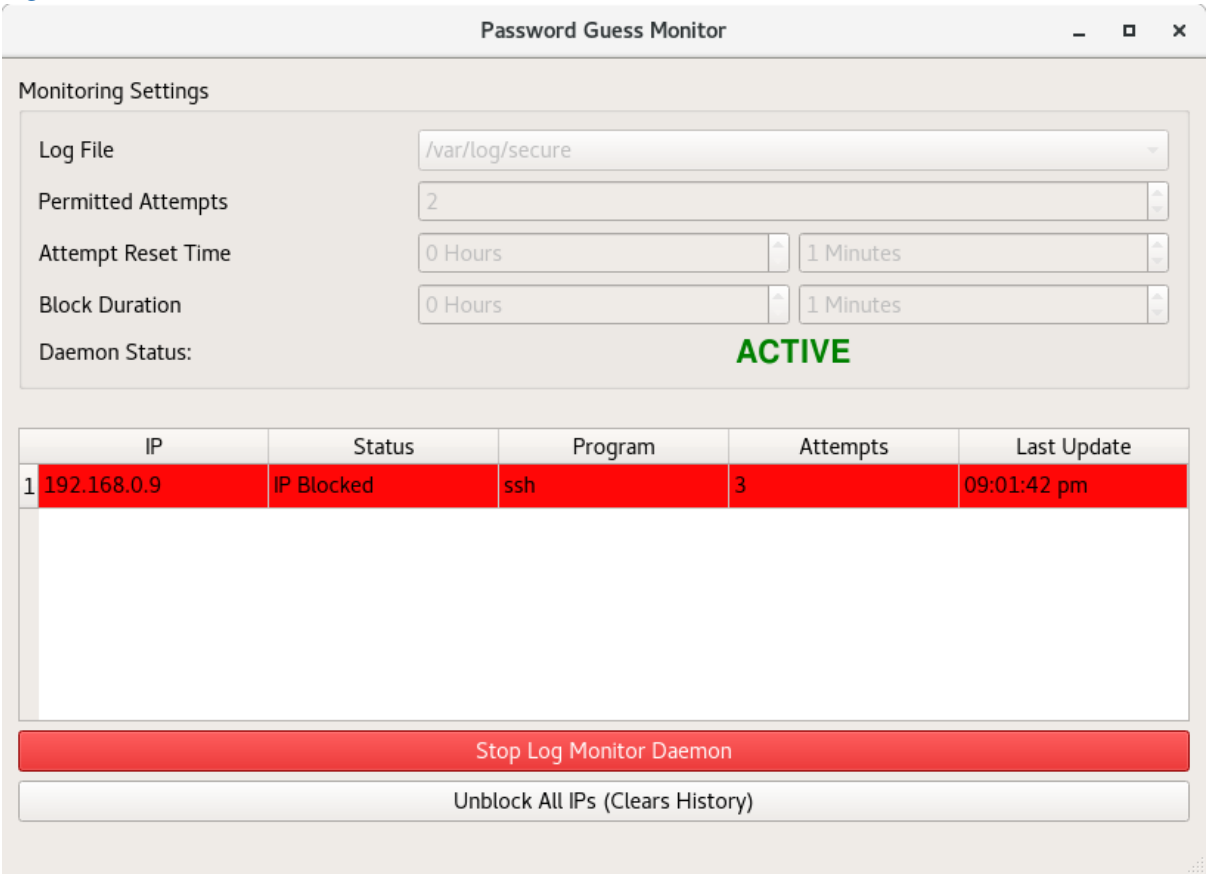 Password Guess Monitor
Monitoring Settings
Log File /var/log/secure
Permitted Attempts 2
Attempt Reset Time 0 Hours 1 Minutes
Block Duration 0 Hours 1 Minutes
Daemon Status: ACTIVE
IP Status Program Attempts Last Update
1 192.168.0.9 IP Blocked ssh 3 09:01:42 pm
Stop Log Monitor Daemon
Unblock All IPs (Clears History)